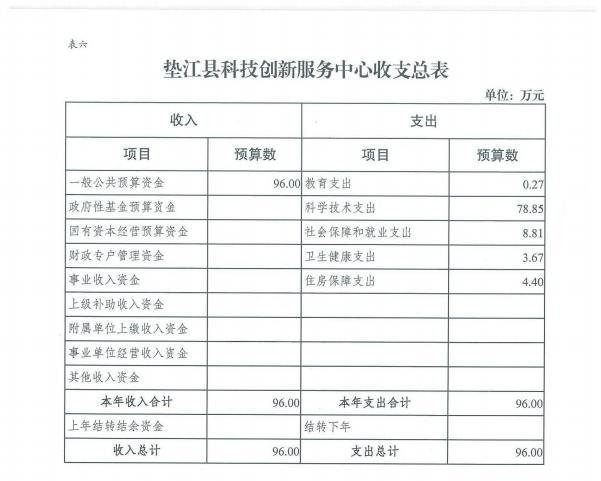 表六
垫江县科技创新服务中心收支总表
单位：万元
收入 支出
项目 预算数 项目 预算数
一般公共预算资金 96.00 教育支出 0.27
政府性基金预算资金 科学技术支出 78.85
国有资本经营预算资金 社会保障和就业支出 8.81
财政专户管理资金 卫生健康支出 3.67
事业收入资金 住房保障支出 4.40
上级补助收入资金
附属单位上缴收入资金
事业单位经营收入资金
其他收入资金
本年收入合计 96.00 本年支出合计 96.00
上年结转结余资金 结转下年
收入总计 96.00 支出总计 96.00